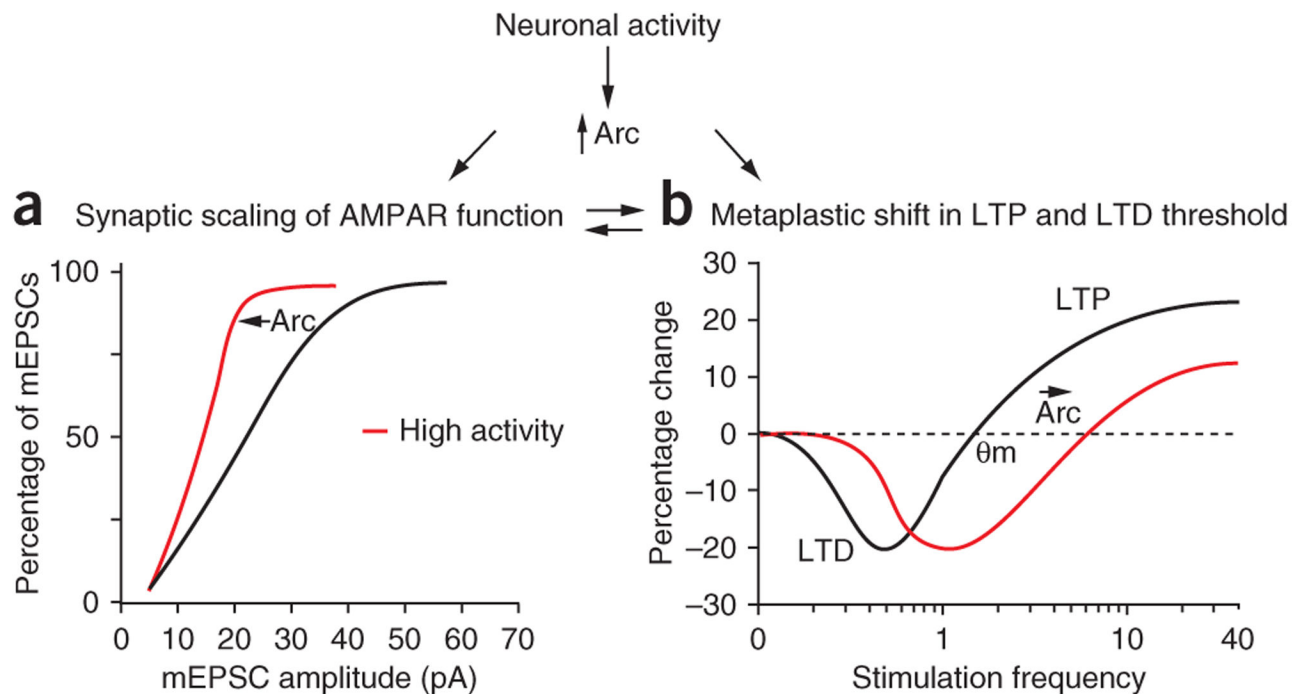 Neuronal activity
Arc
a Synaptic scaling of AMPAR function
b Metaplastic shift in LTP and LTD threshold
Percentage of mEPSCs
100
50
0
Arc
High activity
0 10 20 30 40 50 60 70
mEPSC amplitude (pA)
Percentage change
30
20
10
0
–10
–20
–30
LTP
Arc
θm
LTD
0 1 10 40
Stimulation frequency